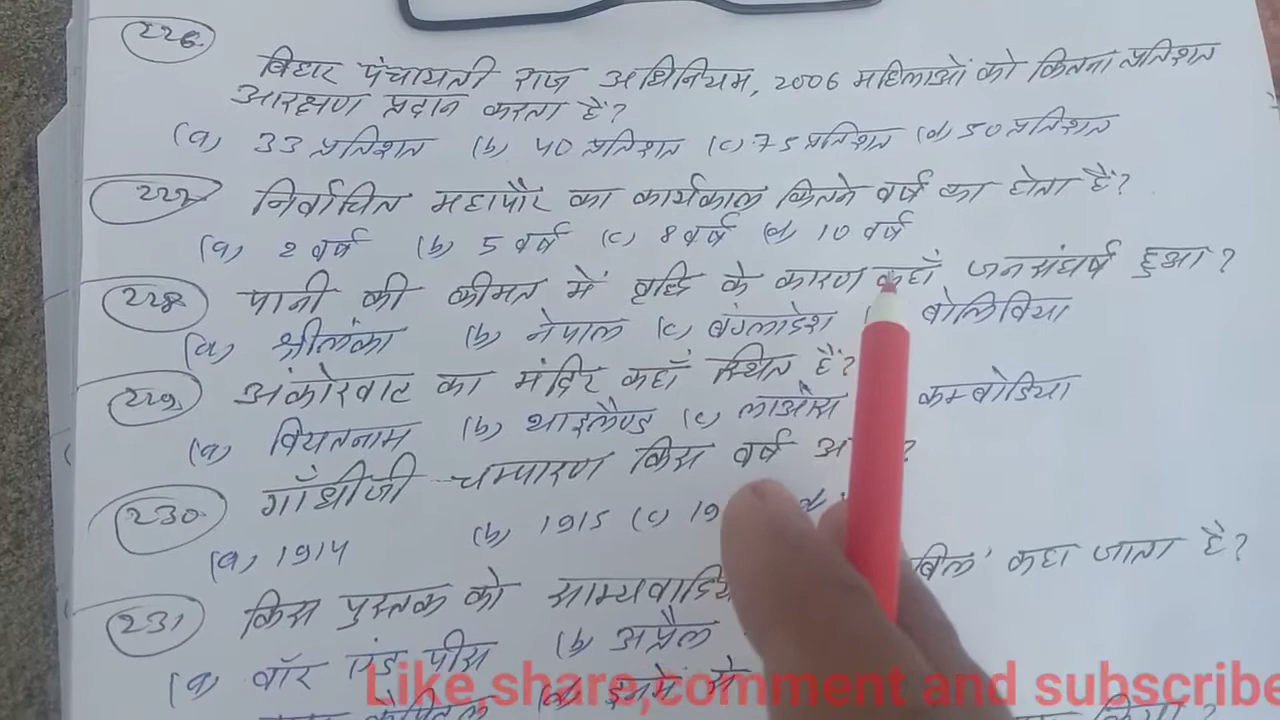 226.
बिहार पंचायती राज अधिनियम, 2006 महिलाओं को कितना प्रतिशत
आरक्षण प्रदान करता है?
(a) 33 प्रतिशत (b) 40 प्रतिशत (c) 75 प्रतिशत (d) 50 प्रतिशत
227 निर्वाचित महापौर का कार्यकाल कितने वर्ष का होता है?
(a) 2 वर्ष (b) 5 वर्ष (c) 8 वर्ष (d) 10 वर्ष
228 पानी की कीमत में वृद्धि के कारण कहाँ जनसंघर्ष हुआ?
(a) श्रीलंका (b) नेपाल (c) बंग्लादेश बोलिविया
229 अंकोरवाट का मंदिर कहाँ स्थित है?
(a) वियतनाम (b) थाइलैण्ड (c) लाओस कम्बोडिया
230. गाँधीजी चम्पारण किस वर्ष
(a) 1914 (b) 1915 (c) 19
231 किस पुस्तक को कहा जाता है?
(a) वॉर एंड पीस (b) अप्रैल
(d) इनमें से
Like,share,comment and subscribe